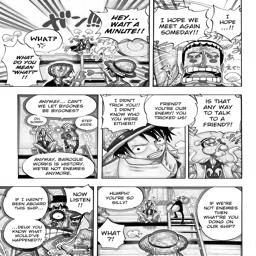 I HOPE WE
MEET AGAIN
SOMEDAY!!
I
HOPE...
!!
HEY...
WAIT A
MINUTE!!
WHAT?
WHAT
DO YOU
MEAN
"WHAT?"
!!
IS THAT
ANY WAY
TO TALK
TO A
FRIEND?!
FRIEND?
YOU'RE OUR
ENEMY! YOU
TRICKED
US!!
I DIDN'T
TRICK YOU!!
I DIDN'T
KNOW WHO
YOU WERE
EITHER!!
STEP
ASIDE.
ANYWAY... CAN'T
WE LET BYGONES
BE BYGONES?
ANYWAY, BAROQUE
WORKS IS HISTORY.
WE'RE NOT ENEMIES
ANYMORE.
IF
WE'RE NOT
ENEMIES
THEN
WHAT'RE YOU
DOING ON
OUR SHIP?
HUMPH!
YOU'RE SO
SILLY!
WHAT
?!
NOW
LISTEN
!!
IF I HADN'T
BEEN ABOARD
THIS SHIP...
...DEUX YOU
KNOW WHAT
WOULD'VE
HAPPENED?!